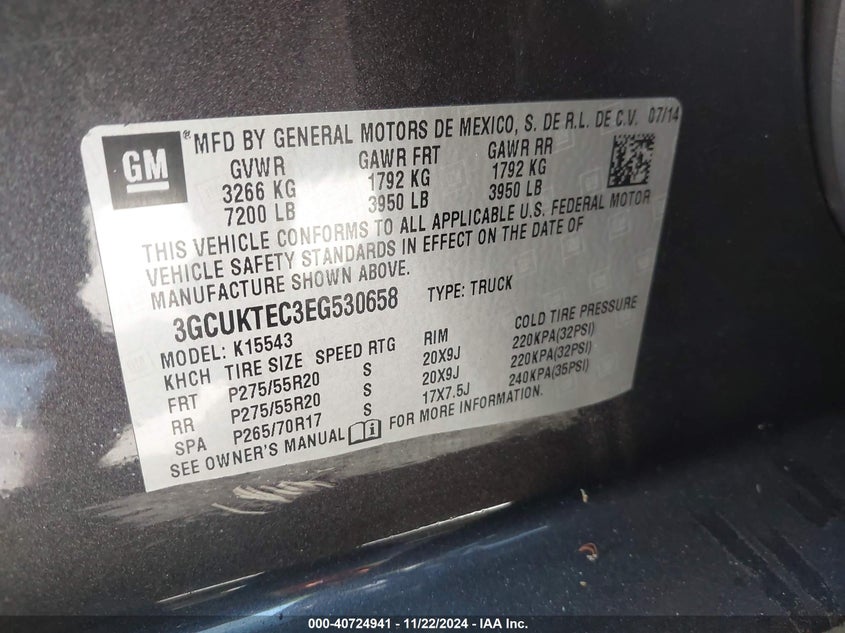 GM
® MFD BY GENERAL MOTORS DE MEXICO, S. DE R.L. DE C.V. 07/14
GVWR GAWR FRT GAWR RR
3266 KG 1792 KG 1792 KG
7200 LB 3950 LB 3950 LB
THIS VEHICLE CONFORMS TO ALL APPLICABLE U.S. FEDERAL MOTOR
VEHICLE SAFETY STANDARDS IN EFFECT ON THE DATE OF
MANUFACTURE SHOWN ABOVE.
3GCUKTEC3EG530658 TYPE: TRUCK
MODEL: K15543
KHCH TIRE SIZE SPEED RTG RIM COLD TIRE PRESSURE
FRT P275/55R20 S 20X9J 220KPA(32PSI)
RR P275/55R20 S 20X9J 220KPA(32PSI)
SPA P265/70R17 S 17X7.5J 240KPA(35PSI)
SEE OWNER'S MANUAL FOR MORE INFORMATION.
000-40724941 - 11/22/2024 - IAA Inc.